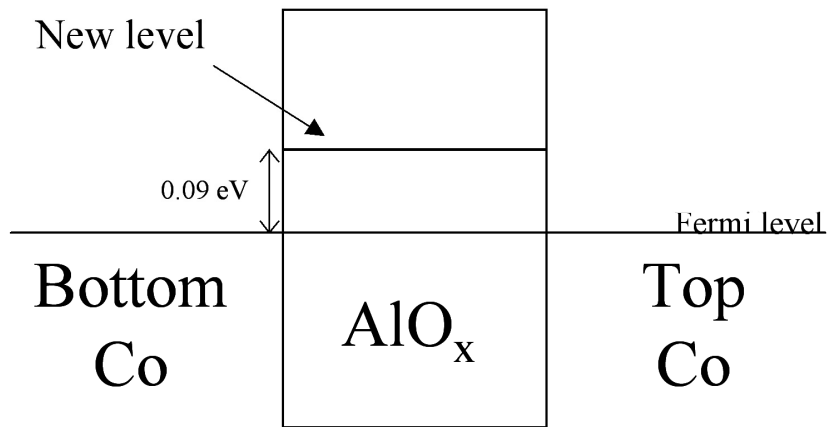 New level
0.09 eV
Fermi level
Bottom
Co
AlOₓ
Top
Co